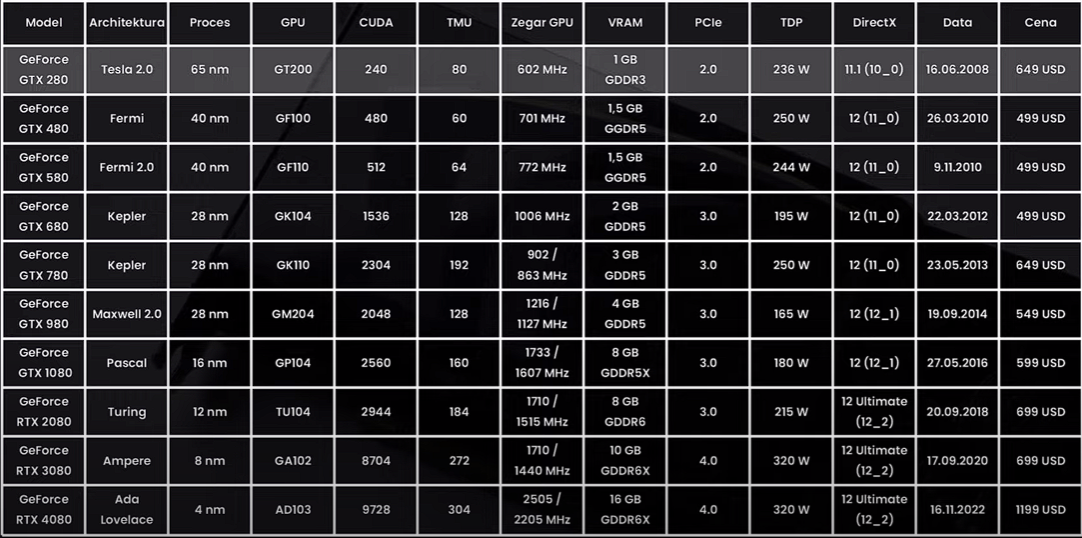 Model Architektura Proces GPU CUDA TMU Zegar GPU VRAM PCIe TDP DirectX Data Cena
GeForce GTX 280 Tesla 2.0 65 nm GT200 240 80 602 MHz 1 GB GDDR3 2.0 236 W 11.1 (10_0) 16.06.2008 649 USD
GeForce GTX 480 Fermi 40 nm GF100 480 60 701 MHz 1,5 GB GGDR5 2.0 250 W 12 (11_0) 26.03.2010 499 USD
GeForce GTX 580 Fermi 2.0 40 nm GF110 512 64 772 MHz 1,5 GB GGDR5 2.0 244 W 12 (11_0) 9.11.2010 499 USD
GeForce GTX 680 Kepler 28 nm GK104 1536 128 1006 MHz 2 GB GDDR5 3.0 195 W 12 (11_0) 22.03.2012 499 USD
GeForce GTX 780 Kepler 28 nm GK110 2304 192 902 / 863 MHz 3 GB GDDR5 3.0 250 W 12 (11_0) 23.05.2013 649 USD
GeForce GTX 980 Maxwell 2.0 28 nm GM204 2048 128 1216 / 1127 MHz 4 GB GDDR5 3.0 165 W 12 (12_1) 19.09.2014 549 USD
GeForce GTX 1080 Pascal 16 nm GP104 2560 160 1733 / 1607 MHz 8 GB GDDR5X 3.0 180 W 12 (12_1) 27.05.2016 599 USD
GeForce RTX 2080 Turing 12 nm TU104 2944 184 1710 / 1515 MHz 8 GB GDDR6 3.0 215 W 12 Ultimate (12_2) 20.09.2018 699 USD
GeForce RTX 3080 Ampere 8 nm GA102 8704 272 1710 / 1440 MHz 10 GB GDDR6X 4.0 320 W 12 Ultimate (12_2) 17.09.2020 699 USD
GeForce RTX 4080 Ada Lovelace 4 nm AD103 9728 304 2505 / 2205 MHz 16 GB GDDR6X 4.0 320 W 12 Ultimate (12_2) 16.11.2022 1199 USD